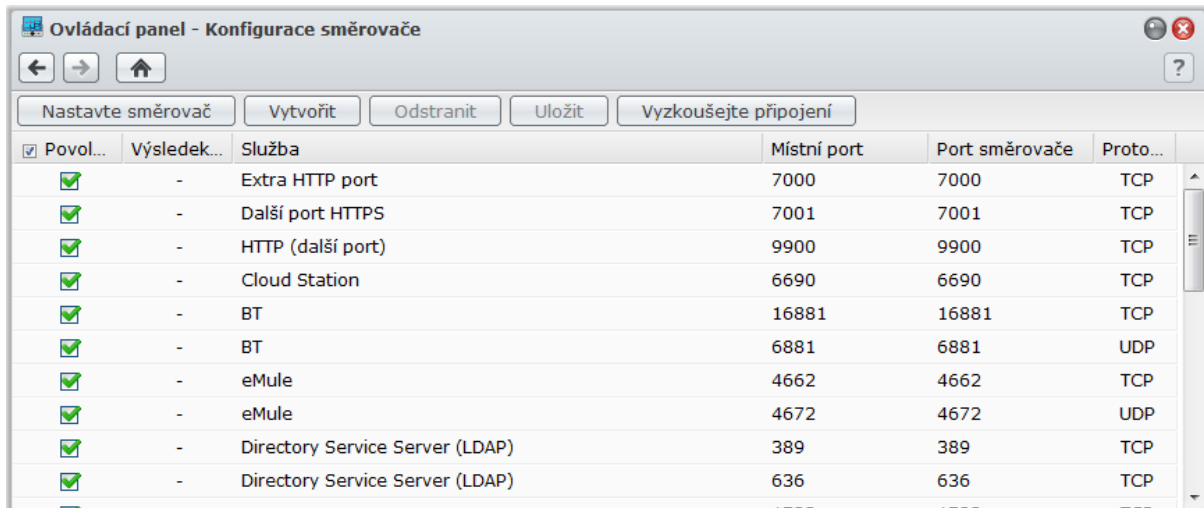 Ovládací panel - Konfigurace směrovače
?
Nastavte směrovač Vytvořit Odstranit Uložit Vyzkoušejte připojení
Povol... Výsledek... Služba Místní port Port směrovače Proto...
- Extra HTTP port 7000 7000 TCP
- Další port HTTPS 7001 7001 TCP
- HTTP (další port) 9900 9900 TCP
- Cloud Station 6690 6690 TCP
- BT 16881 16881 TCP
- BT 6881 6881 UDP
- eMule 4662 4662 TCP
- eMule 4672 4672 UDP
- Directory Service Server (LDAP) 389 389 TCP
- Directory Service Server (LDAP) 636 636 TCP